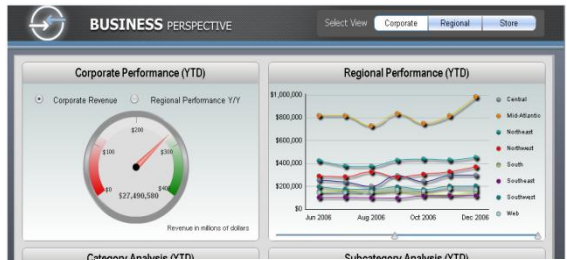 BUSINESS PERSPECTIVE
Select View
Corporate
Regional
Store
Corporate Performance (YTD)
Corporate Revenue
Regional Performance Y/Y
$200
$100
$300
$0
$40
$27,490,580
Revenue in millions of dollars
Regional Performance (YTD)
$1,000,000
$800,000
$600,000
$400,000
$200,000
$0
Jun 2006
Aug 2006
Oct 2006
Dec 2006
Central
Mid-Atlantic
Northeast
Northwest
South
Southeast
Southwest
Web
Category Analysis (YTD)
Subcategory Analysis (YTD)